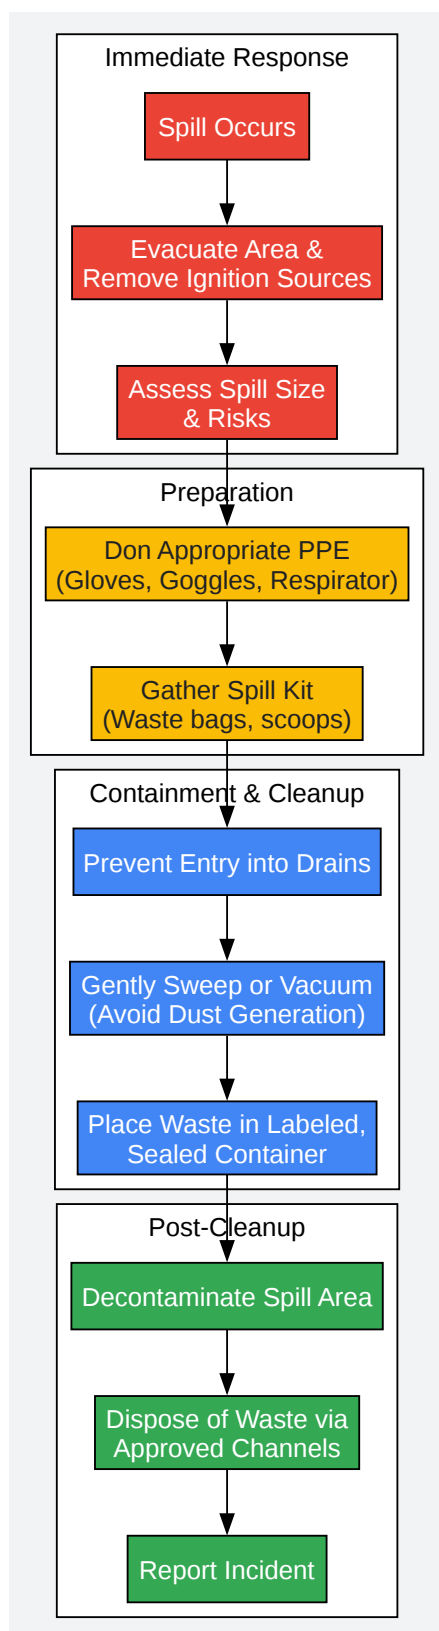 Immediate Response
Spill Occurs
Evacuate Area &
Remove Ignition Sources
Assess Spill Size
& Risks
Preparation
Don Appropriate PPE
(Gloves, Goggles, Respirator)
Gather Spill Kit
(Waste bags, scoops)
Containment & Cleanup
Prevent Entry into Drains
Gently Sweep or Vacuum
(Avoid Dust Generation)
Place Waste in Labeled,
Sealed Container
Post-Cleanup
Decontaminate Spill Area
Dispose of Waste via
Approved Channels
Report Incident